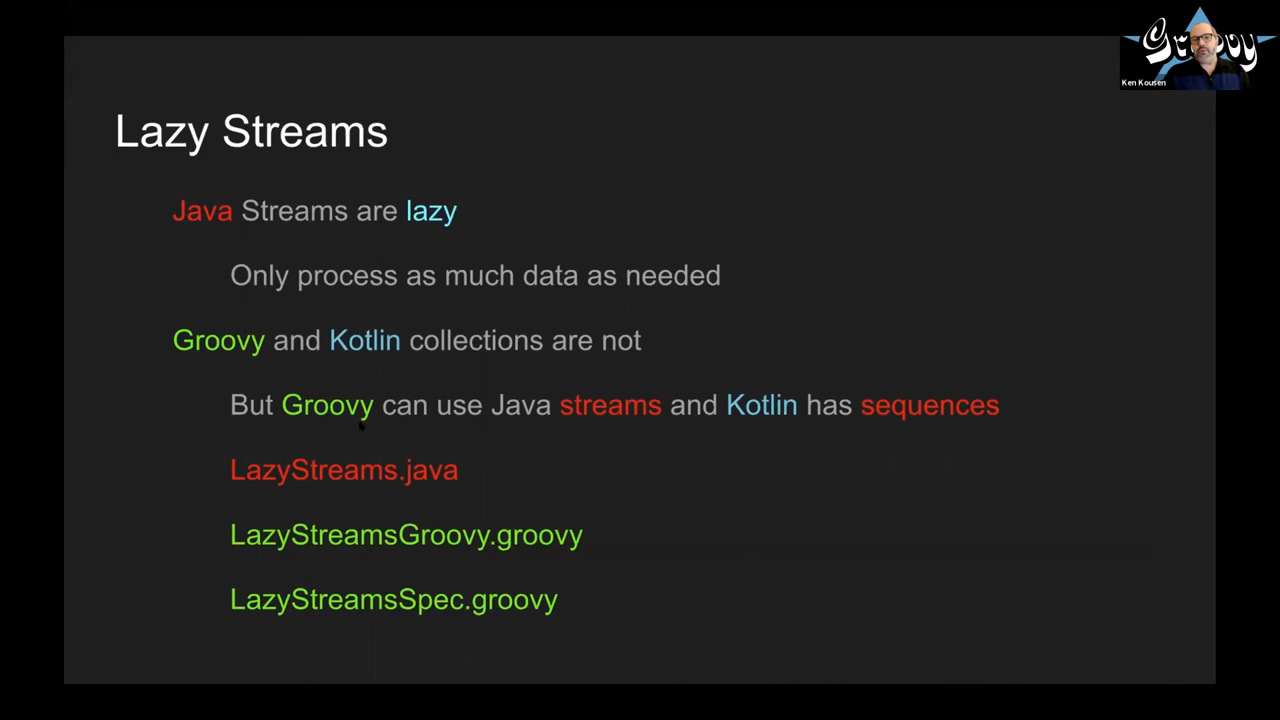 Groovy
Ken Kousen
Lazy Streams
Java Streams are lazy
Only process as much data as needed
Groovy and Kotlin collections are not
But Groovy can use Java streams and Kotlin has sequences
LazyStreams.java
LazyStreamsGroovy.groovy
LazyStreamsSpec.groovy